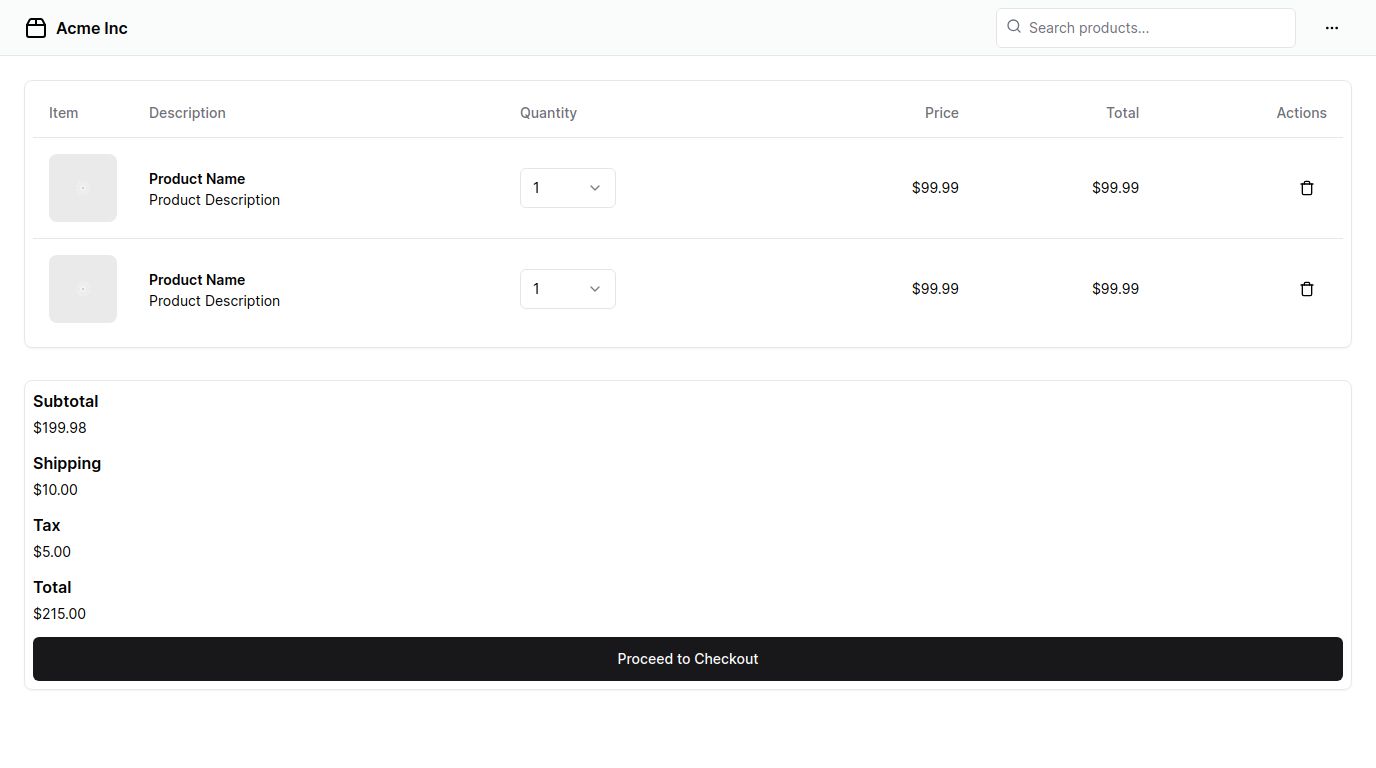 Acme Inc
Search products...
Item Description Quantity Price Total Actions
Product Name
Product Description
1 $99.99 $99.99
Product Name
Product Description
1 $99.99 $99.99
Subtotal
$199.98
Shipping
$10.00
Tax
$5.00
Total
$215.00
Proceed to Checkout